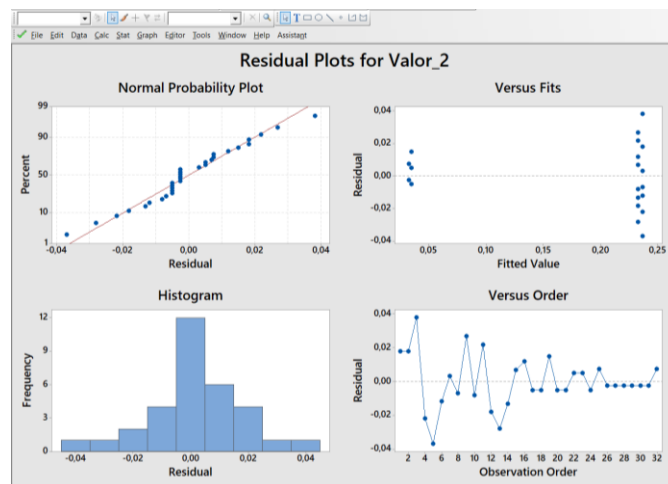 File Edit Data Calc Stat Graph Editor Tools Window Help Assistant
Residual Plots for Valor_2
Normal Probability Plot
99
90
50
10
1
Percent
-0,04 -0,02 0,00 0,02 0,04
Residual
Versus Fits
0,04
0,02
0,00
-0,02
-0,04
Residual
0,05 0,10 0,15 0,20 0,25
Fitted Value
Histogram
12
9
6
3
0
Frequency
-0,04 -0,02 0,00 0,02 0,04
Residual
Versus Order
0,04
0,02
0,00
-0,02
-0,04
Residual
2 4 6 8 10 12 14 16 18 20 22 24 26 28 30 32
Observation Order